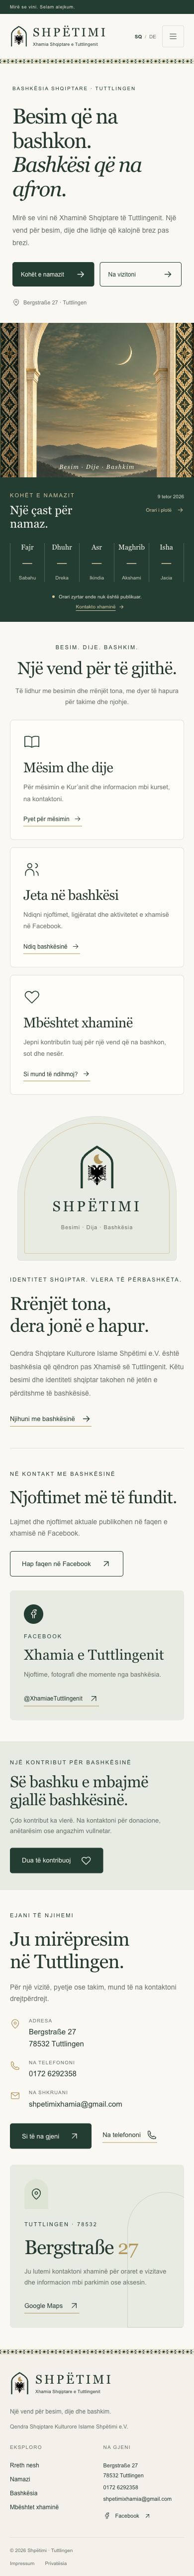 Mirë se vini. Selam alejkum.
SHPËTIMI
Xhamia Shqiptare e Tuttlingenit
SQ / DE
BASHKËSIA SHQIPTARE · TUTTLINGEN
Besim që na
bashkon.
Bashkësi që na
afron.
Mirë se vini në Xhaminë Shqiptare të Tuttlingenit. Një
vend për besim, dije dhe lidhje që kalojnë brez pas
brezi.
Kohët e namazit
Na vizitoni
Bergstraße 27 · Tuttlingen
Besim · Dije · Bashkim
KOHËT E NAMAZIT
Një çast për
namaz.
Orari i plotë
Fajr
Dhuhr
Asr
Maghrib
Isha
—
—
—
—
—
Sabahu
Dreka
Ikindia
Akshami
Jacia
Orari zyrtar ende nuk është publikuar.
Kontakto xhaminë
BESIM. DIJE. BASHKIM.
Një vend për të gjithë.
Të lidhur me besimin dhe rrënjët tona, me dyer të hapura
për takime dhe njohje.
Mësim dhe dije
Për mësimin e Kur'anit dhe informacion mbi kurset,
na kontaktoni.
Pyet për mësimin
Jeta në bashkësi
Ndiqni njoftimet, ligjëratat dhe aktivitetet e xhamisë
në Facebook.
Ndiq bashkësinë
Mbështet xhaminë
Jepni kontributin tuaj për një vend që na bashkon,
sot dhe nesër.
Si mund të ndihmoj?
SHPËTIMI
Besimi · Dija · Bashkësia
IDENTITET SHQIPTAR. VLERA TË PËRBASHKËTA.
Rrënjët tona,
dera jonë e hapur.
Qendra Shqiptare Kulturore Islame Shpëtimi e.V. është
bashkësia që qëndron pas Xhamisë së Tuttlingenit. Këtu
besimi dhe identiteti shqiptar takohen në jetën e
përditshme të bashkësisë.
Njihuni me bashkësinë
NË KONTAKT ME BASHKËSINË
Njoftimet më të fundit.
Lajmet dhe njoftimet aktuale publikohen në faqen e
xhamisë në Facebook.
Hap faqen në Facebook
FACEBOOK
Xhamia e Tuttlingenit
Njoftime, fotografi dhe momente nga bashkësia.
@XhamiaeTuttlingenit
NJË KONTRIBUT PËR BASHKËSINË
Së bashku e mbajmë
gjallë bashkësinë.
Çdo kontribut ka vlerë. Na kontaktoni për donacione,
anëtarësim ose angazhim vullnetar.
Dua të kontribuoj
EJANI TË NJIHEMI
Ju mirëpresim
në Tuttlingen.
Për një vizitë, pyetje ose takim, mund të na kontaktoni
drejtpërdrejt.
ADRESA
Bergstraße 27
78532 Tuttlingen
NA TELEFONONI
0172 6292358
NA SHKRUANI
shpetimixhamia@gmail.com
Si të na gjeni
Na telefononi
TUTTLINGEN · 78532
Bergstraße 27
Ju lutemi kontaktoni xhaminë për oraret e vizitave
dhe informacion mbi parkimin ose aksesin.
Google Maps
SHPËTIMI
Xhamia Shqiptare e Tuttlingenit
Një vend për besim, dije dhe bashkim.
Qendra Shqiptare Kulturore Islame Shpëtimi e.V.
EKSPLORO
Rreth nesh
Namazi
Bashkësia
Mbështet xhaminë
NA GJENI
Bergstraße 27
78532 Tuttlingen
0172 6292358
shpetimixhamia@gmail.com
Facebook
© 2026 Shpëtimi · Tuttlingen
Impressum
Privatësia